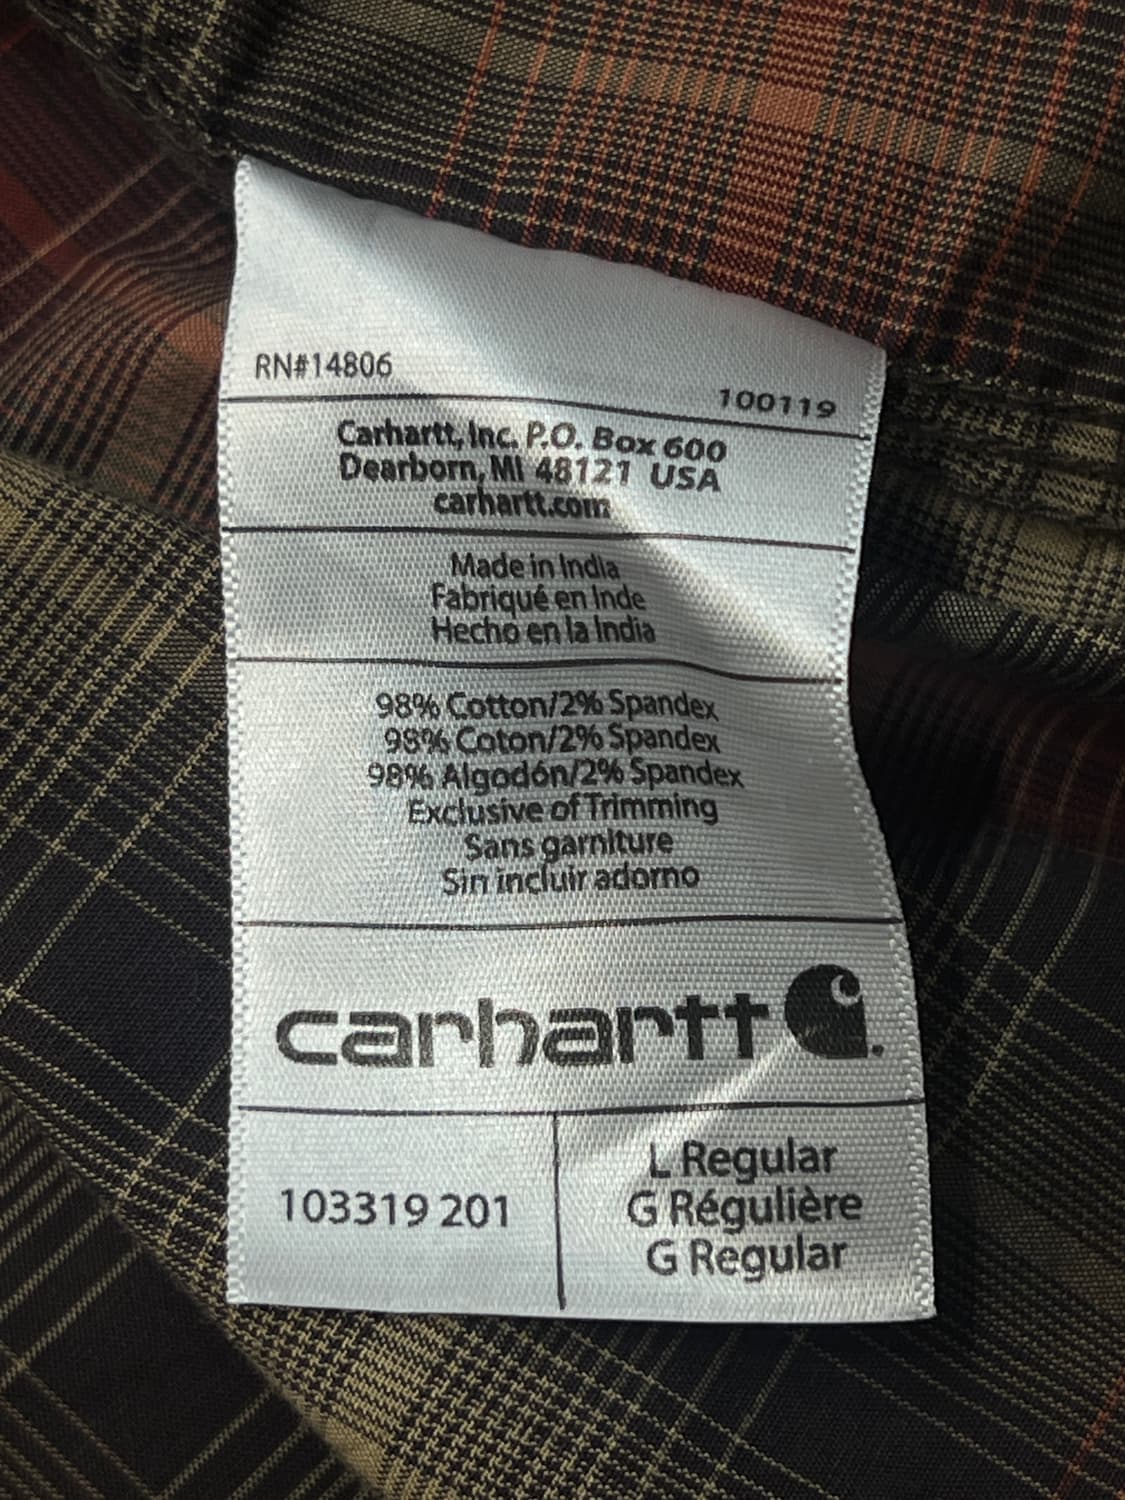 RN#14806
100119
Carhartt, Inc. P.O. Box 600
Dearborn, MI 48121 USA
carhartt.com
Made in India
Fabriqué en Inde
Hecho en la India
98% Cotton/2% Spandex
98% Coton/2% Spandex
98% Algodón/2% Spandex
Exclusive of Trimming
Sans garniture
Sin incluir adorno
carhartt
103319 201
L Regular
G Régulière
G Regular